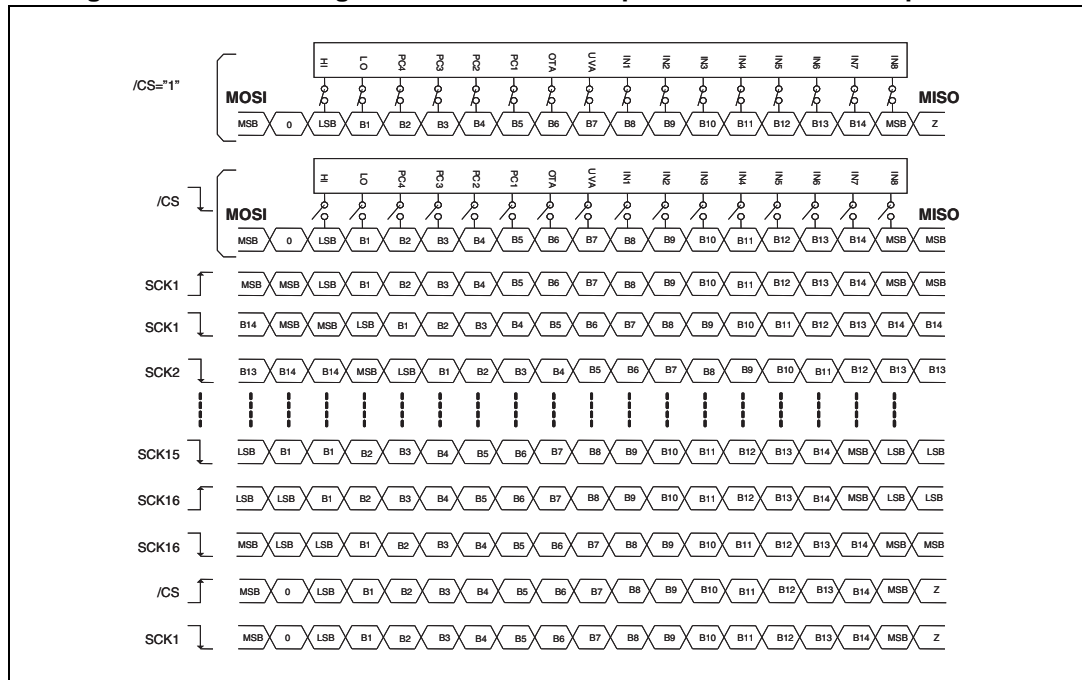 HI LO PC4 PC3 PC2 PC1 OTA UVA IN1 IN2 IN3 IN4 IN5 IN6 IN7 IN8
/CS="1"
MOSI MISO
MSB 0 LSB B1 B2 B3 B4 B5 B6 B7 B8 B9 B10 B11 B12 B13 B14 MSB Z
HI LO PC4 PC3 PC2 PC1 OTA UVA IN1 IN2 IN3 IN4 IN5 IN6 IN7 IN8
/CS
MOSI MISO
MSB 0 LSB B1 B2 B3 B4 B5 B6 B7 B8 B9 B10 B11 B12 B13 B14 MSB MSB
SCK1 MSB MSB LSB B1 B2 B3 B4 B5 B6 B7 B8 B9 B10 B11 B12 B13 B14 MSB MSB
SCK1 B14 MSB MSB LSB B1 B2 B3 B4 B5 B6 B7 B8 B9 B10 B11 B12 B13 B14 B14
SCK2 B13 B14 B14 MSB LSB B1 B2 B3 B4 B5 B6 B7 B8 B9 B10 B11 B12 B13 B13
SCK15 LSB B1 B1 B2 B3 B4 B5 B6 B7 B8 B9 B10 B11 B12 B13 B14 MSB LSB LSB
SCK16 LSB LSB B1 B2 B3 B4 B5 B6 B7 B8 B9 B10 B11 B12 B13 B14 MSB LSB LSB
SCK16 MSB LSB LSB B1 B2 B3 B4 B5 B6 B7 B8 B9 B10 B11 B12 B13 B14 MSB MSB
/CS MSB 0 LSB B1 B2 B3 B4 B5 B6 B7 B8 B9 B10 B11 B12 B13 B14 MSB Z
SCK1 MSB 0 LSB B1 B2 B3 B4 B5 B6 B7 B8 B9 B10 B11 B12 B13 B14 MSB Z